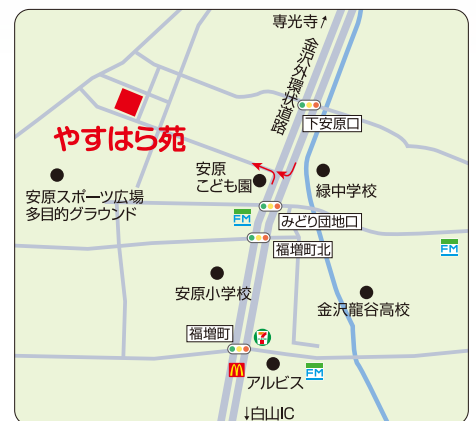 専光寺↑
金沢外環状道路
下安原口
やすはら苑
安原
こども園
緑中学校
安原スポーツ広場
多目的グラウンド
FM
みどり団地口
福増町北
FM
安原小学校
金沢龍谷高校
福増町
7
M
アルビス
FM
↓白山IC